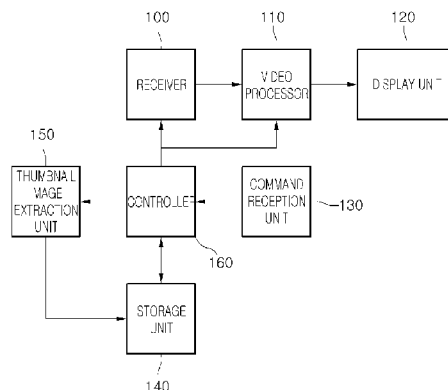 100
110
120
RECEIVER
VIDEO
PROCESSOR
DISPLAY UNIT
150
THUMBNAIL
IMAGE
EXTRACTION
UNIT
CONTROLLER
COMMAND
RECEPTION
UNIT
130
160
STORAGE
UNIT
140